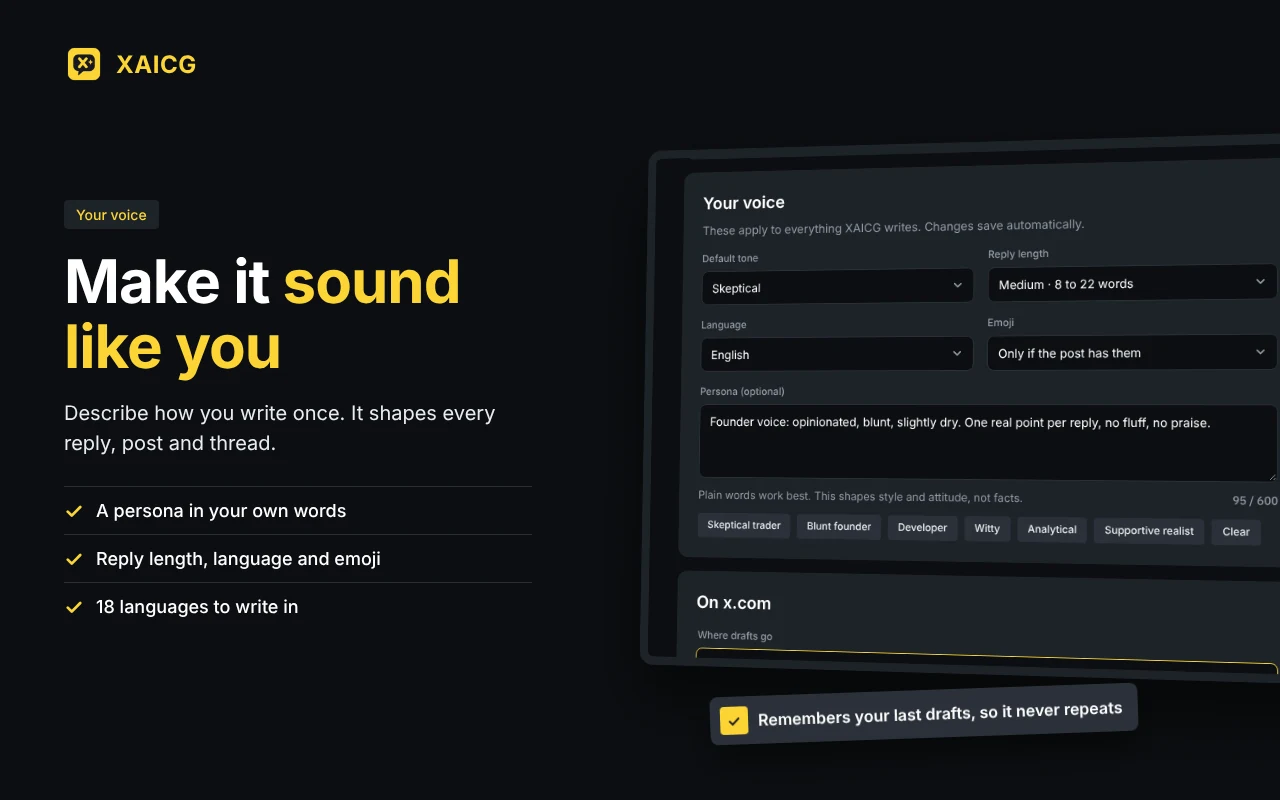 XAICG
Your voice
Make it sound
like you
Describe how you write once. It shapes every
reply, post and thread.
A persona in your own words
Reply length, language and emoji
18 languages to write in
Your voice
These apply to everything XAICG writes. Changes save automatically.
Default tone
Reply length
Skeptical
Medium · 8 to 22 words
Language
Emoji
English
Only if the post has them
Persona (optional)
Founder voice: opinionated, blunt, slightly dry. One real point per reply, no fluff, no praise.
Plain words work best. This shapes style and attitude, not facts.
95 / 600
Skeptical trader
Blunt founder
Developer
Witty
Analytical
Supportive realist
Clear
On x.com
Where drafts go
Remembers your last drafts, so it never repeats